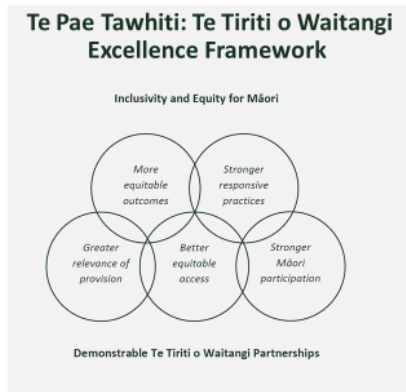 Te Pae Tawhiti: Te Tiriti o Waitangi
Excellence Framework
Inclusivity and Equity for Māori
More
equitable
outcomes
Stronger
responsive
practices
Greater
relevance of
provision
Better
equitable
access
Stronger
Māori
participation
Demonstrable Te Tiriti o Waitangi Partnerships